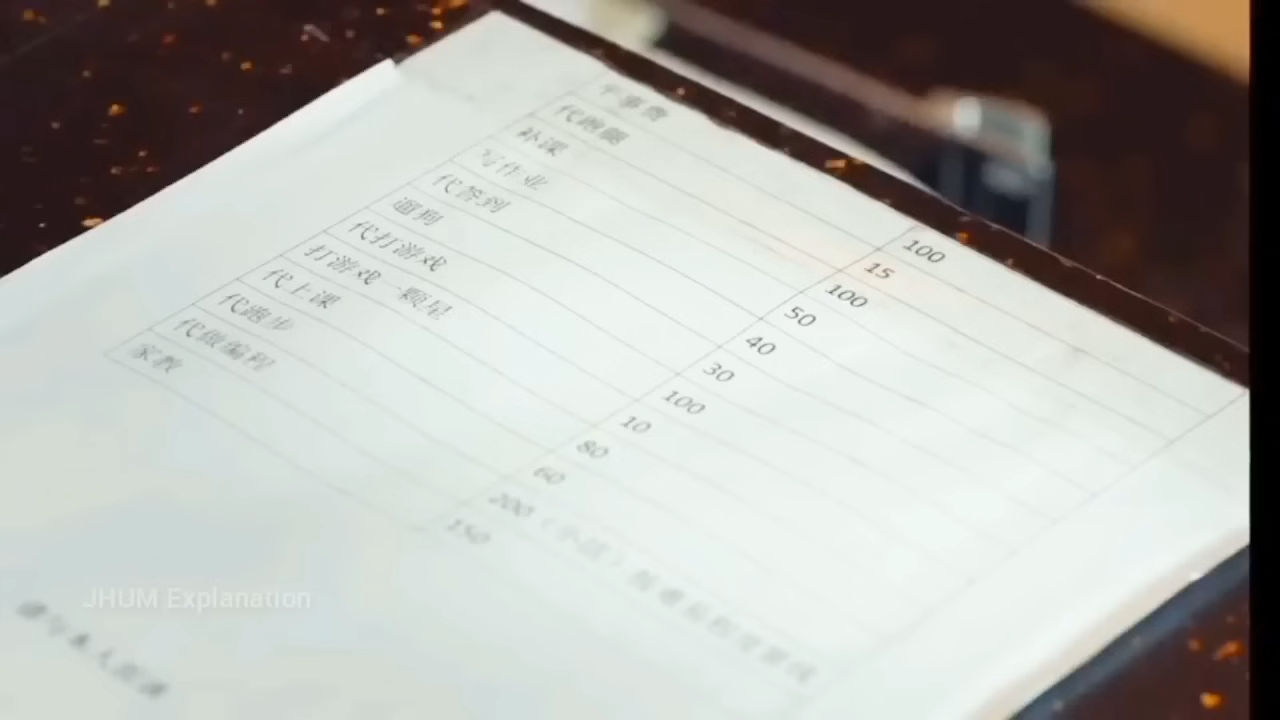 干事费 100
代跑腿 15
补课 100
写作业 50
代答到 40
遛狗 30
代打游戏 100
打游戏一颗星 10
代上课 80
代跑步 60
代做编程 200
家教 150
JHUM Explanation